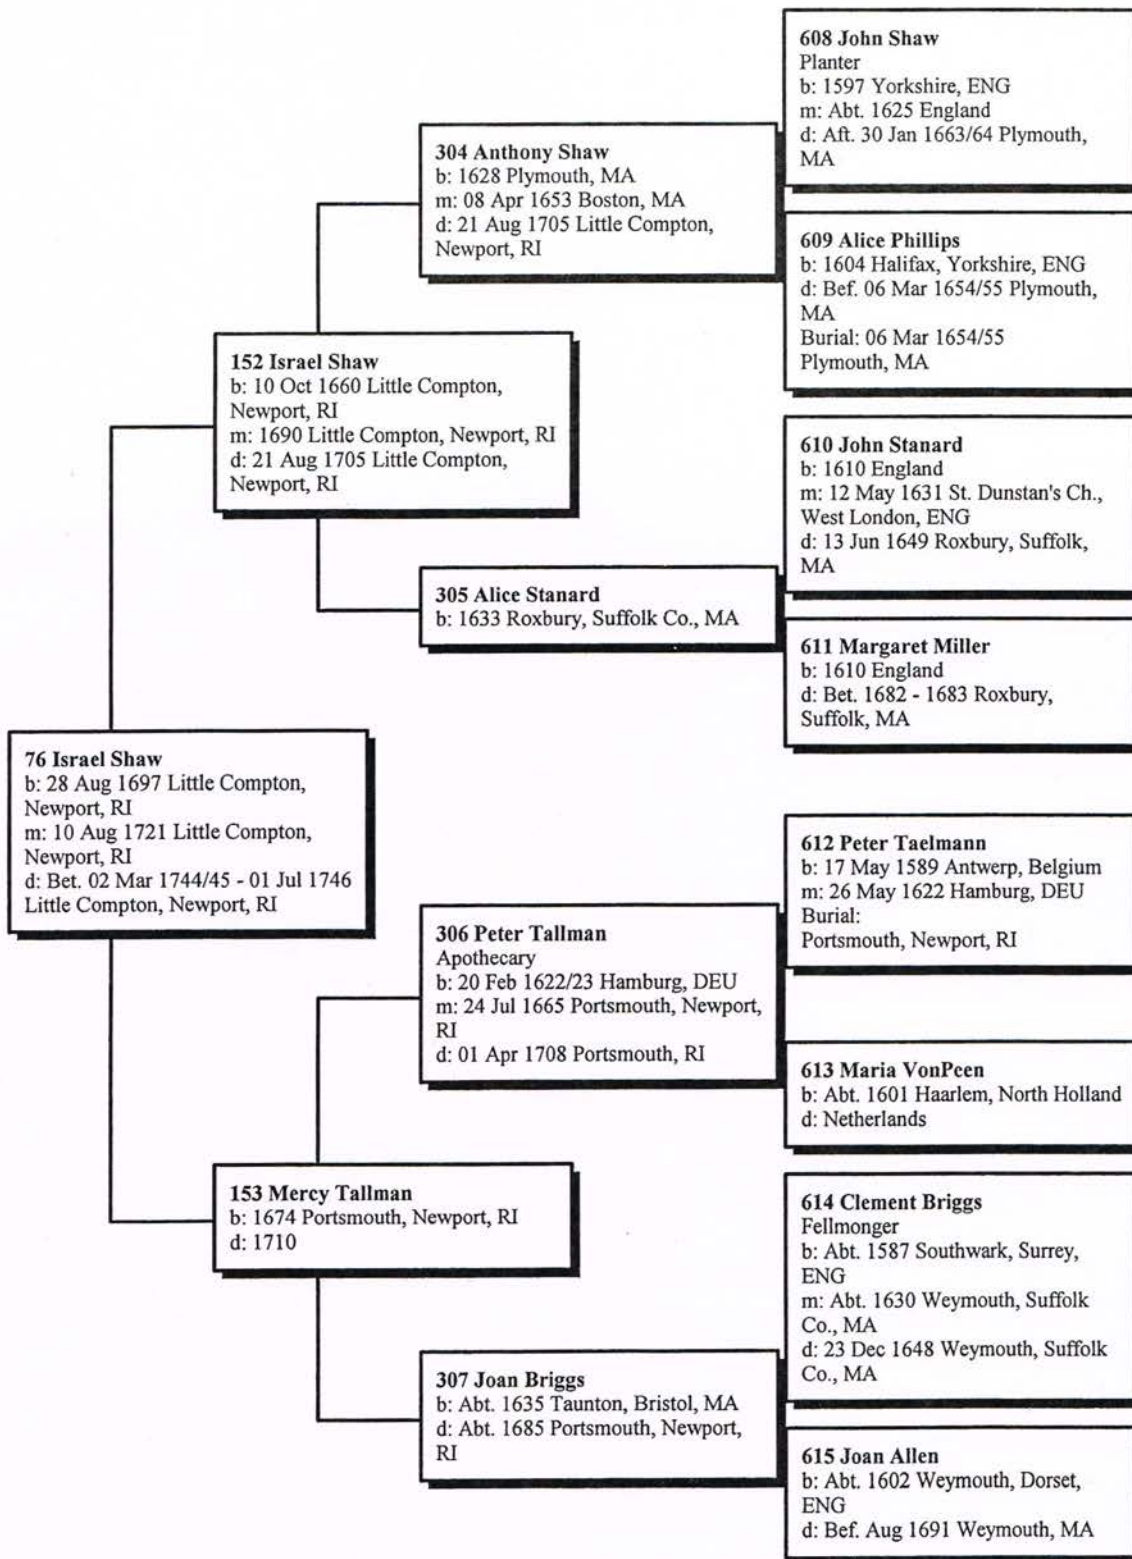 608 John Shaw
Planter
b: 1597 Yorkshire, ENG
m: Abt. 1625 England
d: Aft. 30 Jan 1663/64 Plymouth,
MA
304 Anthony Shaw
b: 1628 Plymouth, MA
m: 08 Apr 1653 Boston, MA
d: 21 Aug 1705 Little Compton,
Newport, RI
609 Alice Phillips
b: 1604 Halifax, Yorkshire, ENG
d: Bef. 06 Mar 1654/55 Plymouth,
MA
Burial: 06 Mar 1654/55
Plymouth, MA
152 Israel Shaw
b: 10 Oct 1660 Little Compton,
Newport, RI
m: 1690 Little Compton, Newport, RI
d: 21 Aug 1705 Little Compton,
Newport, RI
610 John Stanard
b: 1610 England
m: 12 May 1631 St. Dunstan's Ch.,
West London, ENG
d: 13 Jun 1649 Roxbury, Suffolk,
MA
305 Alice Stanard
b: 1633 Roxbury, Suffolk Co., MA
611 Margaret Miller
b: 1610 England
d: Bet. 1682 - 1683 Roxbury,
Suffolk, MA
76 Israel Shaw
b: 28 Aug 1697 Little Compton,
Newport, RI
m: 10 Aug 1721 Little Compton,
Newport, RI
d: Bet. 02 Mar 1744/45 - 01 Jul 1746
Little Compton, Newport, RI
612 Peter Taelmann
b: 17 May 1589 Antwerp, Belgium
m: 26 May 1622 Hamburg, DEU
Burial:
Portsmouth, Newport, RI
306 Peter Tallman
Apothecary
b: 20 Feb 1622/23 Hamburg, DEU
m: 24 Jul 1665 Portsmouth, Newport,
RI
d: 01 Apr 1708 Portsmouth, RI
613 Maria VonPeen
b: Abt. 1601 Haarlem, North Holland
d: Netherlands
153 Mercy Tallman
b: 1674 Portsmouth, Newport, RI
d: 1710
614 Clement Briggs
Fellmonger
b: Abt. 1587 Southwark, Surrey,
ENG
m: Abt. 1630 Weymouth, Suffolk
Co., MA
d: 23 Dec 1648 Weymouth, Suffolk
Co., MA
307 Joan Briggs
b: Abt. 1635 Taunton, Bristol, MA
d: Abt. 1685 Portsmouth, Newport,
RI
615 Joan Allen
b: Abt. 1602 Weymouth, Dorset,
ENG
d: Bef. Aug 1691 Weymouth, MA